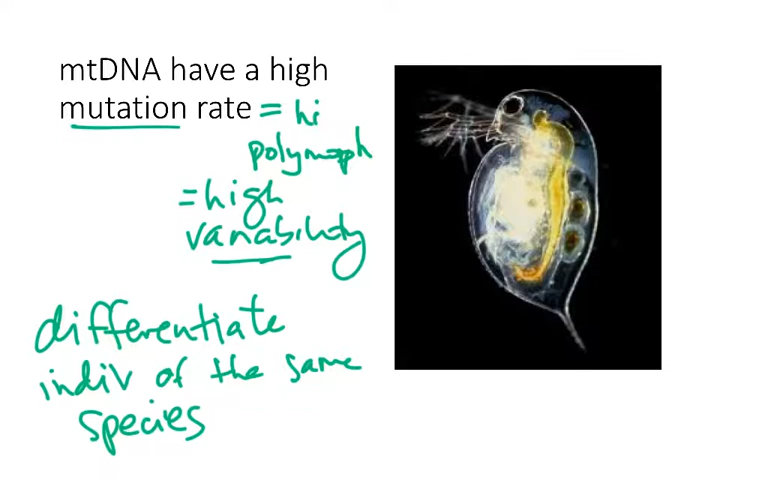 mtDNA have a high
mutation rate = hi
polymorph
= high
variability
differentiate
indiv of the same
species